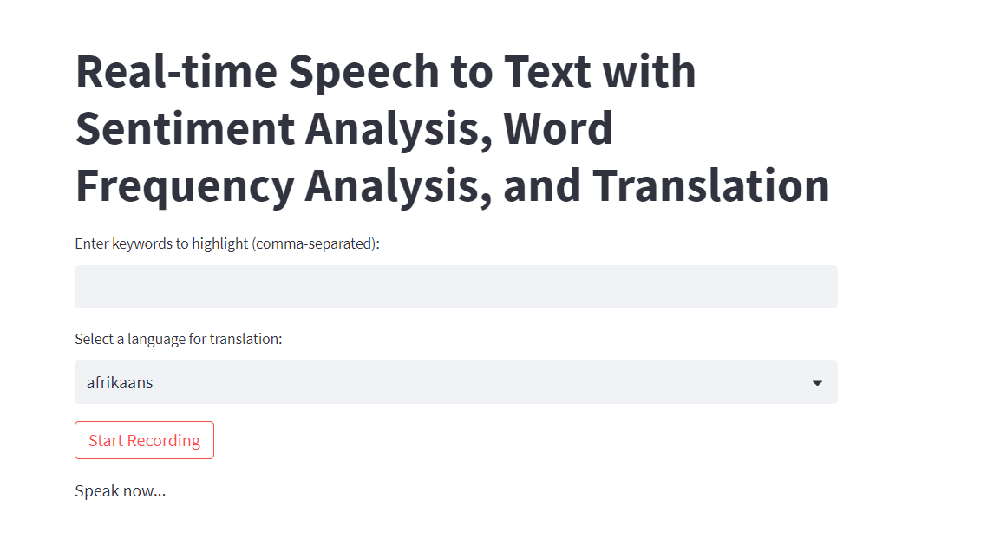 Real-time Speech to Text with
Sentiment Analysis, Word
Frequency Analysis, and Translation
Enter keywords to highlight (comma-separated):
Select a language for translation:
afrikaans
Start Recording
Speak now...